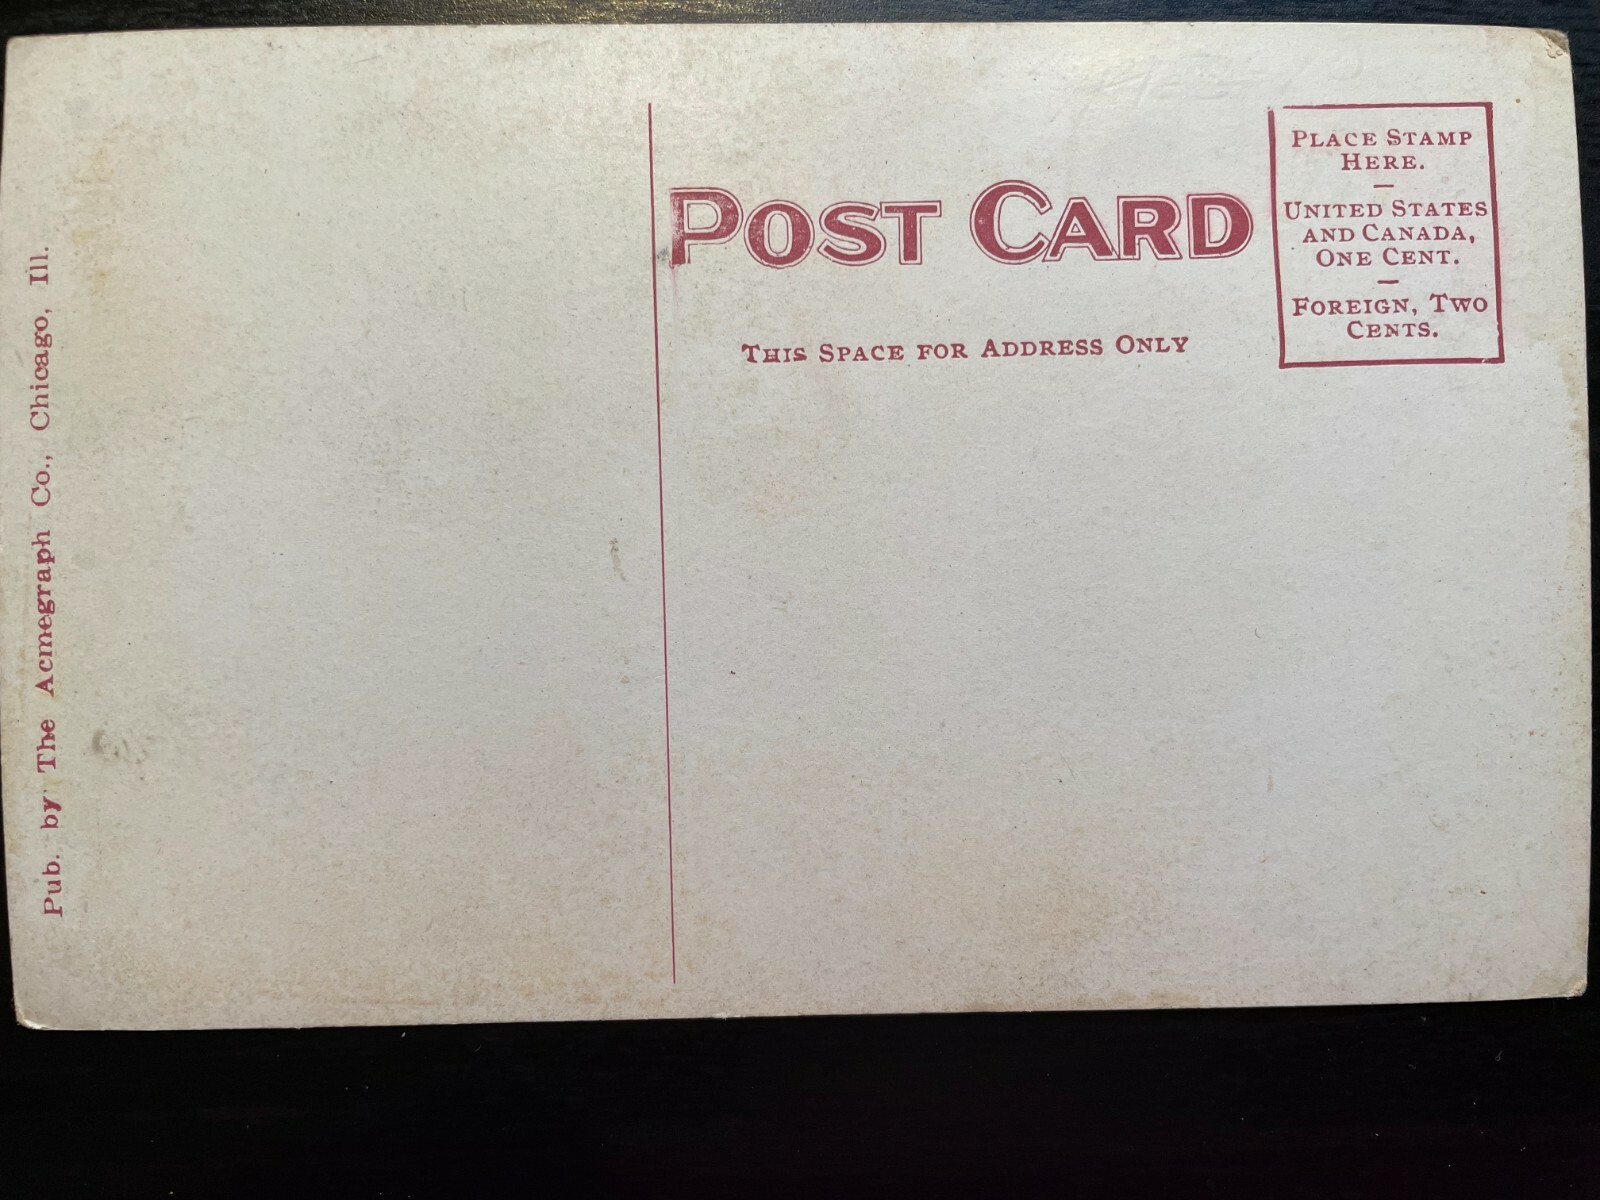 Pub. by The Acmegraph Co., Chicago, Ill.
POST CARD
THIS SPACE FOR ADDRESS ONLY
PLACE STAMP
HERE.
—
UNITED STATES
AND CANADA,
ONE CENT.
—
FOREIGN, TWO
CENTS.